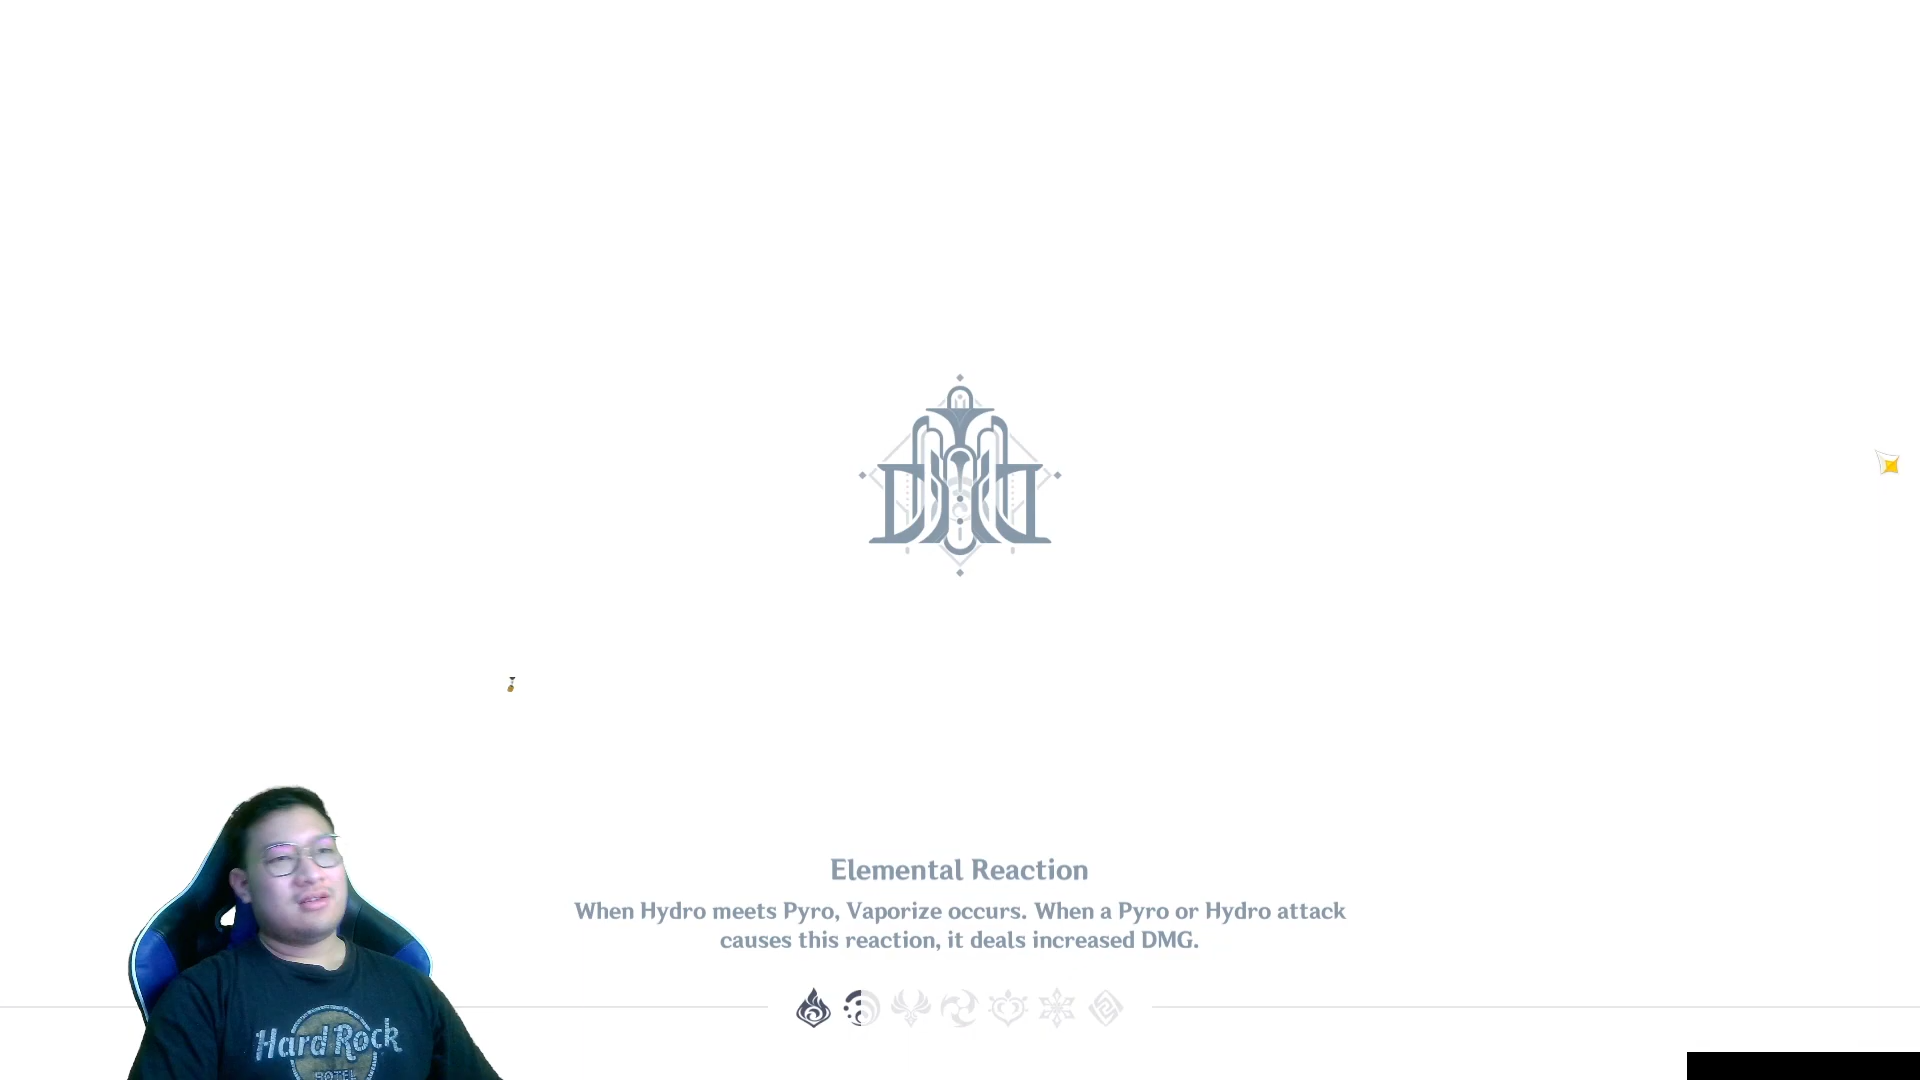 Elemental Reaction
When Hydro meets Pyro, Vaporize occurs. When a Pyro or Hydro attack
causes this reaction, it deals increased DMG.
Hard Rock
HOTEL